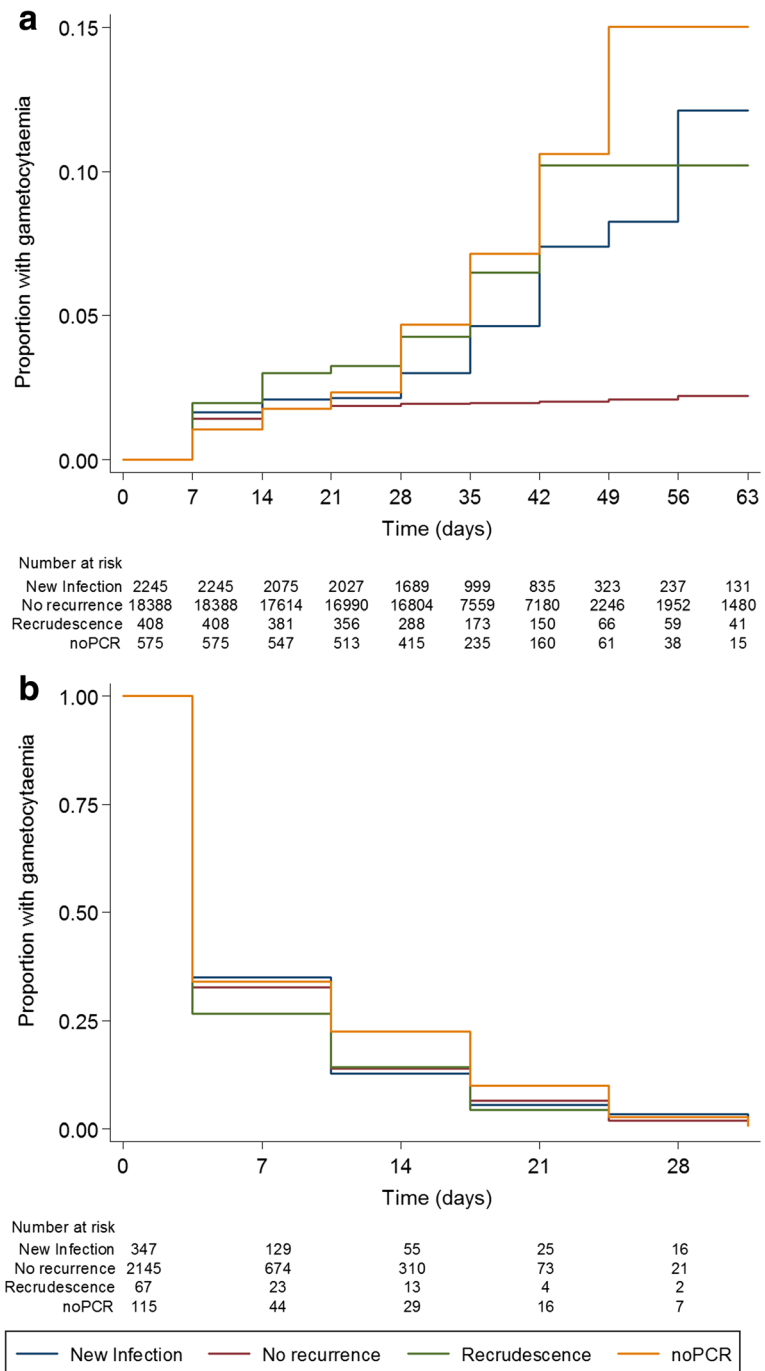 a
Proportion with gametocytaemia
0.15
0.10
0.05
0.00
0 7 14 21 28 35 42 49 56 63
Time (days)
Number at risk
New Infection 2245 2245 2075 2027 1689 999 835 323 237 131
No recurrence 18388 18388 17614 16990 16804 7559 7180 2246 1952 1480
Recrudescence 408 408 381 356 288 173 150 66 59 41
noPCR 575 575 547 513 415 235 160 61 38 15
b
Proportion with gametocytaemia
1.00
0.75
0.50
0.25
0.00
0 7 14 21 28
Time (days)
Number at risk
New Infection 347 129 55 25 16
No recurrence 2145 674 310 73 21
Recrudescence 67 23 13 4 2
noPCR 115 44 29 16 7
New Infection No recurrence Recrudescence noPCR